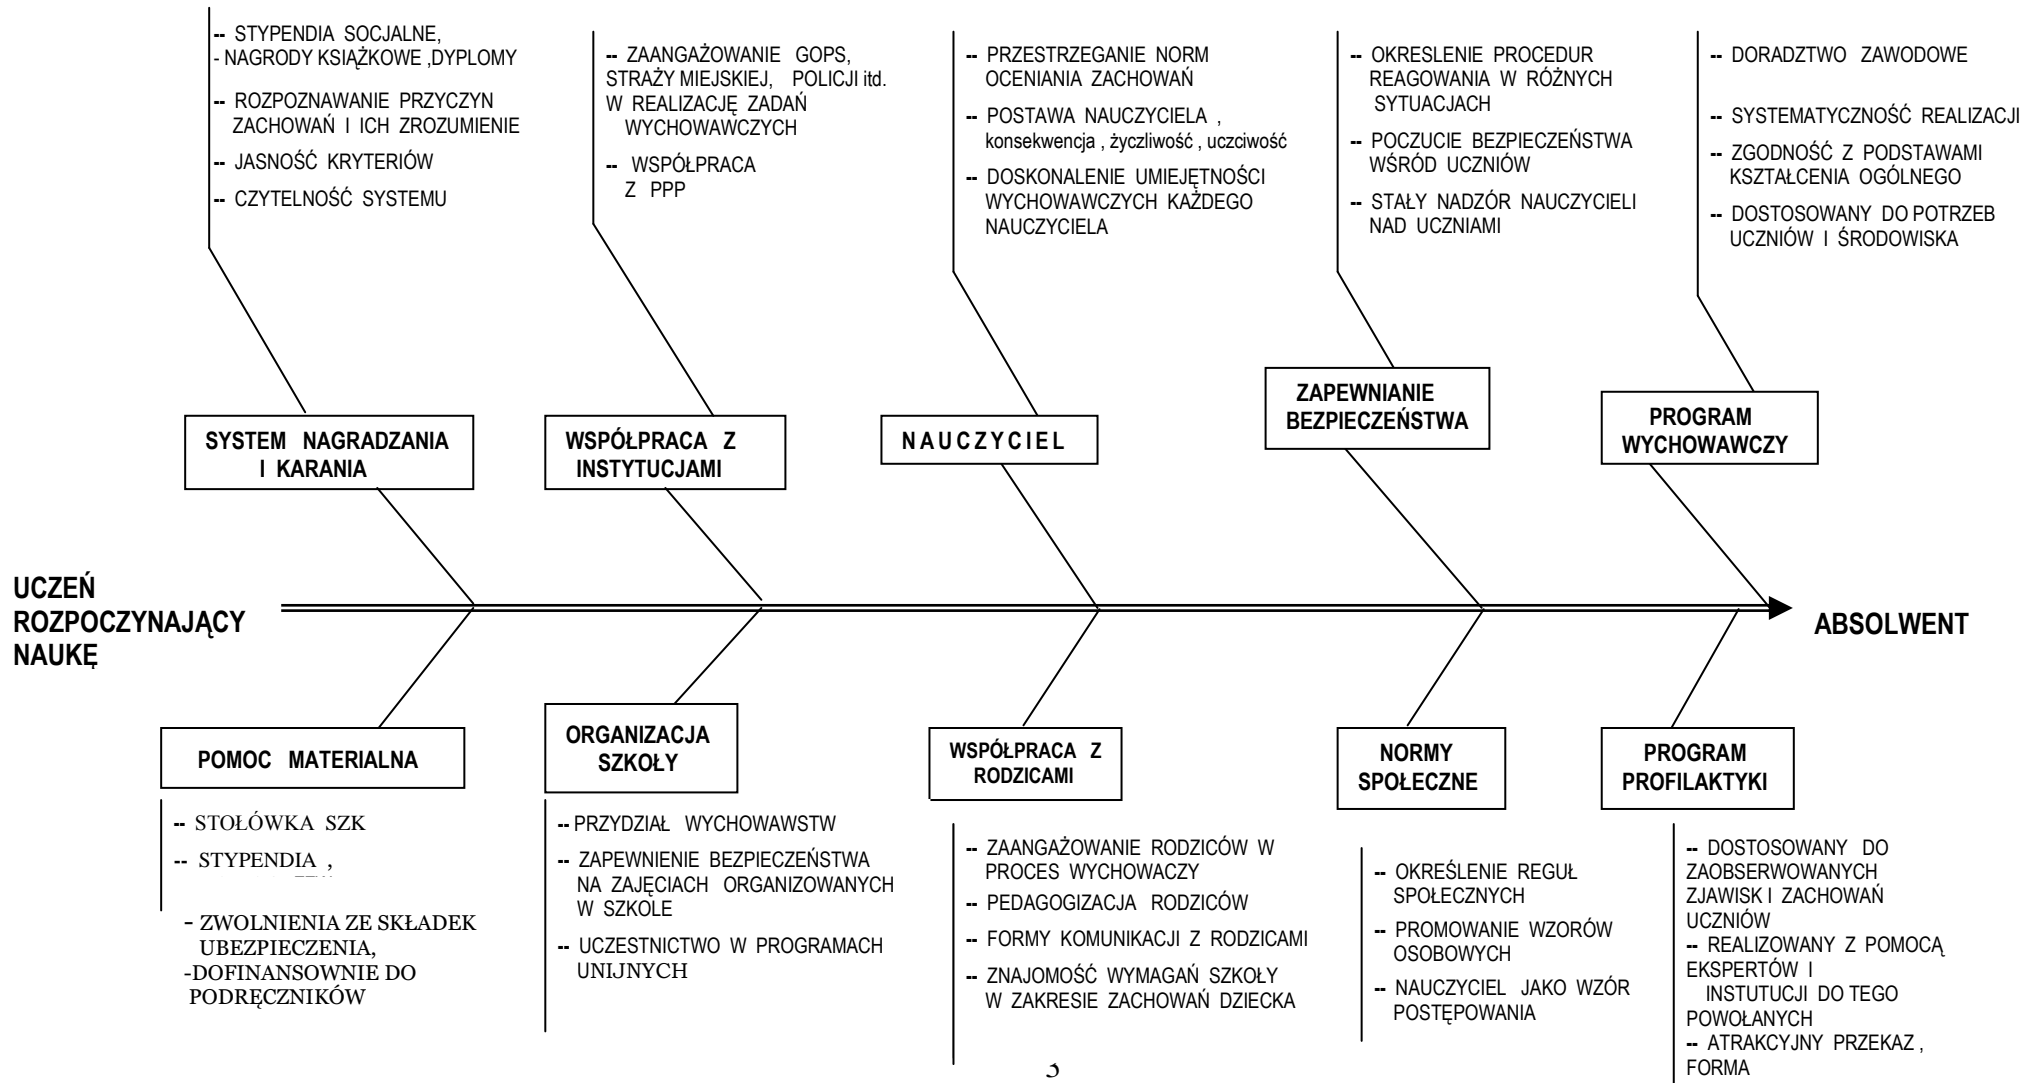 -- STYPENDIA SOCJALNE,
- NAGRODY KSIĄŻKOWE ,DYPLOMY
-- ROZPOZNAWANIE PRZYCZYN
ZACHOWAŃ I ICH ZROZUMIENIE
-- JASNOŚĆ KRYTERIÓW
-- CZYTELNOŚĆ SYSTEMU
-- ZAANGAŻOWANIE GOPS,
STRAŻY MIEJSKIEJ, POLICJI itd.
W REALIZACJĘ ZADAŃ
WYCHOWAWCZYCH
-- WSPÓŁPRACA
Z PPP
-- PRZESTRZEGANIE NORM
OCENIANIA ZACHOWAŃ
-- POSTAWA NAUCZYCIELA ,
konsekwencja , życzliwość , uczciwość
-- DOSKONALENIE UMIEJĘTNOŚCI
WYCHOWAWCZYCH KAŻDEGO
NAUCZYCIELA
-- OKRESLENIE PROCEDUR
REAGOWANIA W RÓŻNYCH
SYTUACJACH
-- POCZUCIE BEZPIECZEŃSTWA
WŚRÓD UCZNIÓW
-- STAŁY NADZÓR NAUCZYCIELI
NAD UCZNIAMI
-- DORADZTWO ZAWODOWE
-- SYSTEMATYCZNOŚĆ REALIZACJI
-- ZGODNOŚĆ Z PODSTAWAMI
KSZTAŁCENIA OGÓLNEGO
-- DOSTOSOWANY DO POTRZEB
UCZNIÓW I ŚRODOWISKA
SYSTEM NAGRADZANIA
I KARANIA
WSPÓŁPRACA Z
INSTYTUCJAMI
NAUCZYCIEL
ZAPEWNIANIE
BEZPIECZEŃSTWA
PROGRAM
WYCHOWAWCZY
UCZEŃ
ROZPOCZYNAJĄCY
NAUKĘ
ABSOLWENT
POMOC MATERIALNA
ORGANIZACJA
SZKOŁY
WSPÓŁPRACA Z
RODZICAMI
NORMY
SPOŁECZNE
PROGRAM
PROFILAKTYKI
-- STOŁÓWKA SZK
-- STYPENDIA ,
- ZWOLNIENIA ZE SKŁADEK
UBEZPIECZENIA,
-DOFINANSOWNIE DO
PODRĘCZNIKÓW
-- PRZYDZIAŁ WYCHOWAWSTW
-- ZAPEWNIENIE BEZPIECZEŃSTWA
NA ZAJĘCIACH ORGANIZOWANYCH
W SZKOLE
-- UCZESTNICTWO W PROGRAMACH
UNIJNYCH
-- ZAANGAŻOWANIE RODZICÓW W
PROCES WYCHOWACZY
-- PEDAGOGIZACJA RODZICÓW
-- FORMY KOMUNIKACJI Z RODZICAMI
-- ZNAJOMOŚĆ WYMAGAŃ SZKOŁY
W ZAKRESIE ZACHOWAŃ DZIECKA
-- OKREŚLENIE REGUŁ
SPOŁECZNYCH
-- PROMOWANIE WZORÓW
OSOBOWYCH
-- NAUCZYCIEL JAKO WZÓR
POSTĘPOWANIA
-- DOSTOSOWANY DO
ZAOBSERWOWANYCH
ZJAWISK I ZACHOWAŃ
UCZNIÓW
-- REALIZOWANY Z POMOCĄ
EKSPERTÓW I
INSTUTUCJI DO TEGO
POWOŁANYCH
-- ATRAKCYJNY PRZEKAZ ,
FORMA